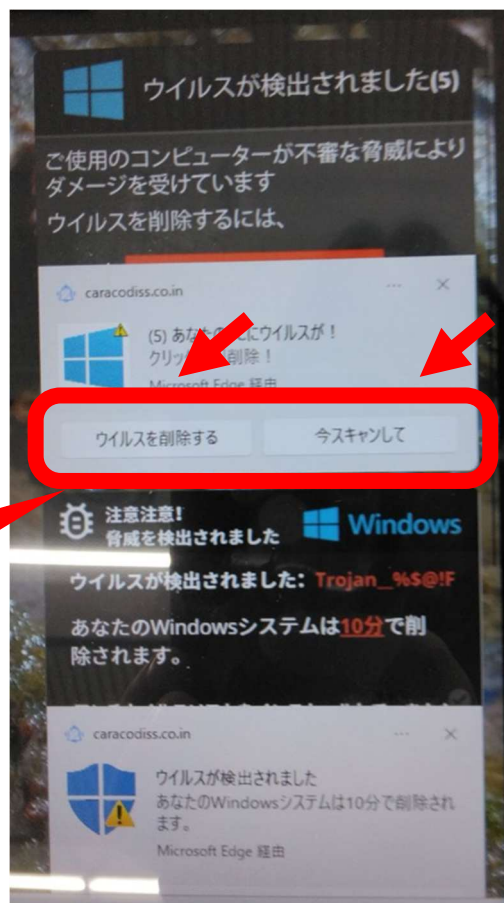 ウイルスが検出されました(5)
ご使用のコンピューターが不審な脅威により
ダメージを受けています
ウイルスを削除するには、
caracodiss.co.in
(5) あなたの にウイルスが！
クリッ 削除！
Microsoft Edge 経由
ウイルスを削除する
今スキャンして
注意注意!
脅威を検出されました
Windows
ウイルスが検出されました: Trojan_%$@!F
あなたのWindowsシステムは10分で削
除されます。
caracodiss.co.in
ウイルスが検出されました
あなたのWindowsシステムは10分で削除され
ます。
Microsoft Edge 経由